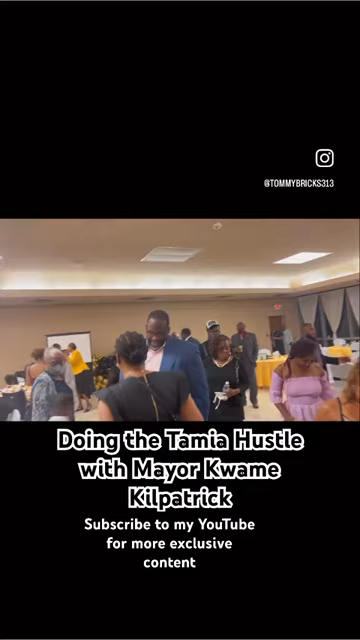 @TOMMYBRICKS313
Doing the Tamia Hustle
with Mayor Kwame
Kilpatrick
Subscribe to my YouTube
for more exclusive
content